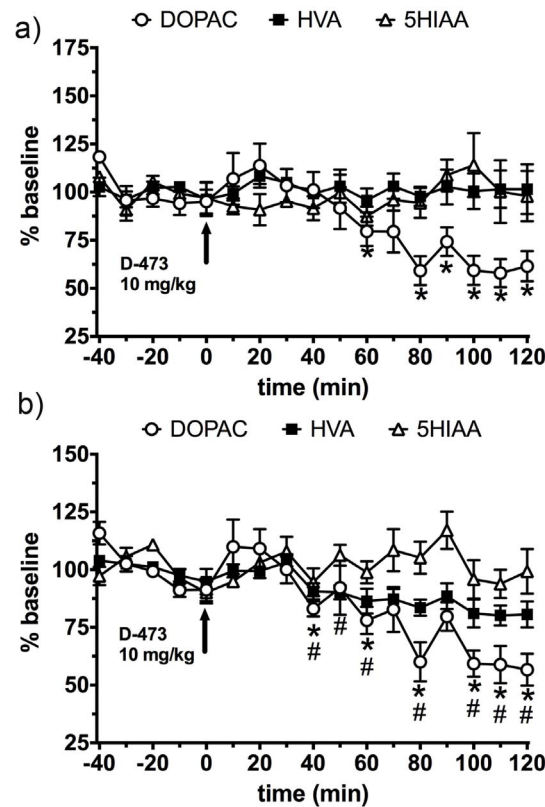 a)
DOPAC HVA 5HIAA
175
150
125
100
75
50
25
% baseline
D-473
10 mg/kg
* * * * * *
-40 -20 0 20 40 60 80 100 120
time (min)
b)
DOPAC HVA 5HIAA
150
125
100
75
50
25
% baseline
D-473
10 mg/kg
* * * * * *
# # # # # # #
-40 -20 0 20 40 60 80 100 120
time (min)